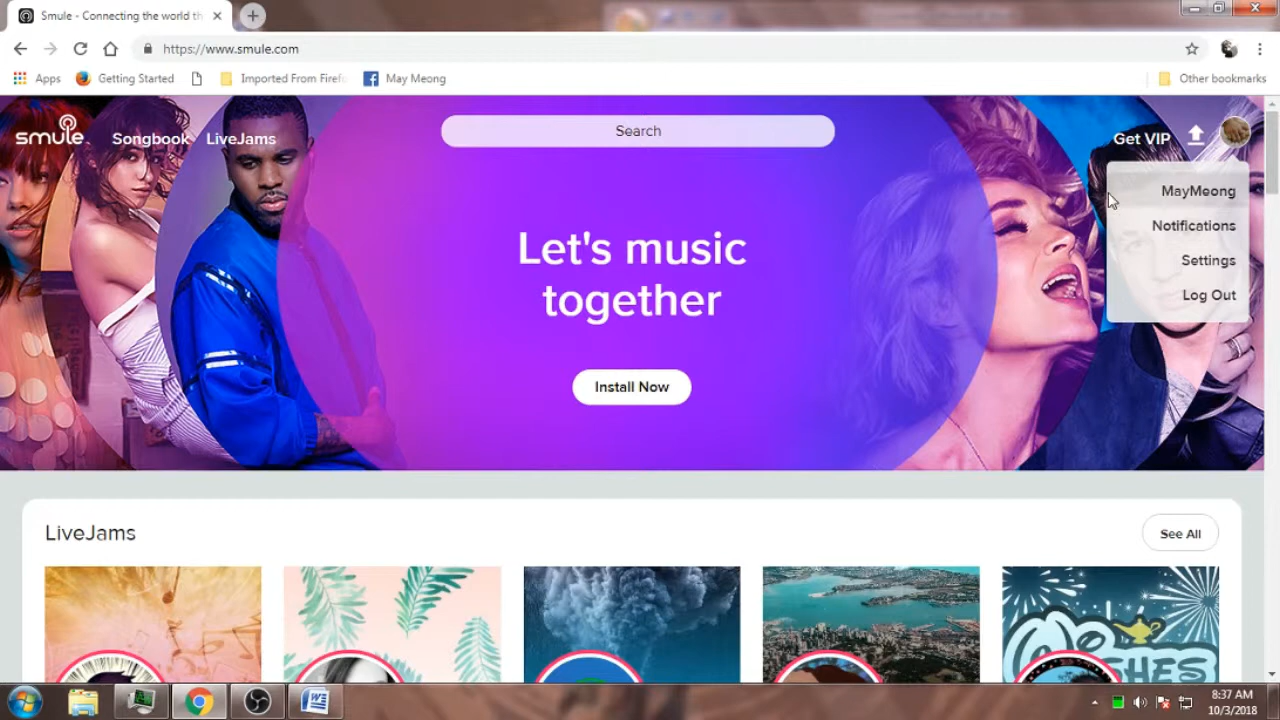 Smule - Connecting the world th
https://www.smule.com
Apps
Getting Started
Imported From Firef
May Meong
Other bookmarks
smule
Songbook
LiveJams
Search
Get VIP
MayMeong
Notifications
Settings
Log Out
Let's music
together
Install Now
LiveJams
See All
8:37 AM
10/3/2018